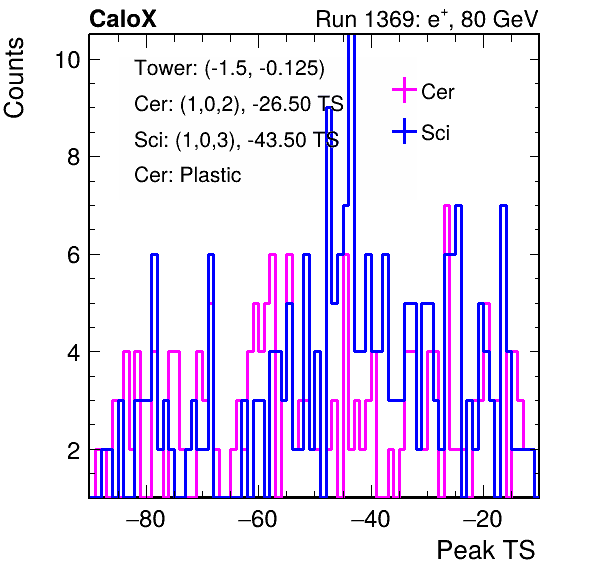 CaloX Run 1369: e⁺, 80 GeV
Counts
Tower: (-1.5, -0.125)
Cer: (1,0,2), -26.50 TS
Sci: (1,0,3), -43.50 TS
Cer: Plastic
Cer
Sci
10
8
6
4
2
−80 −60 −40 −20
Peak TS